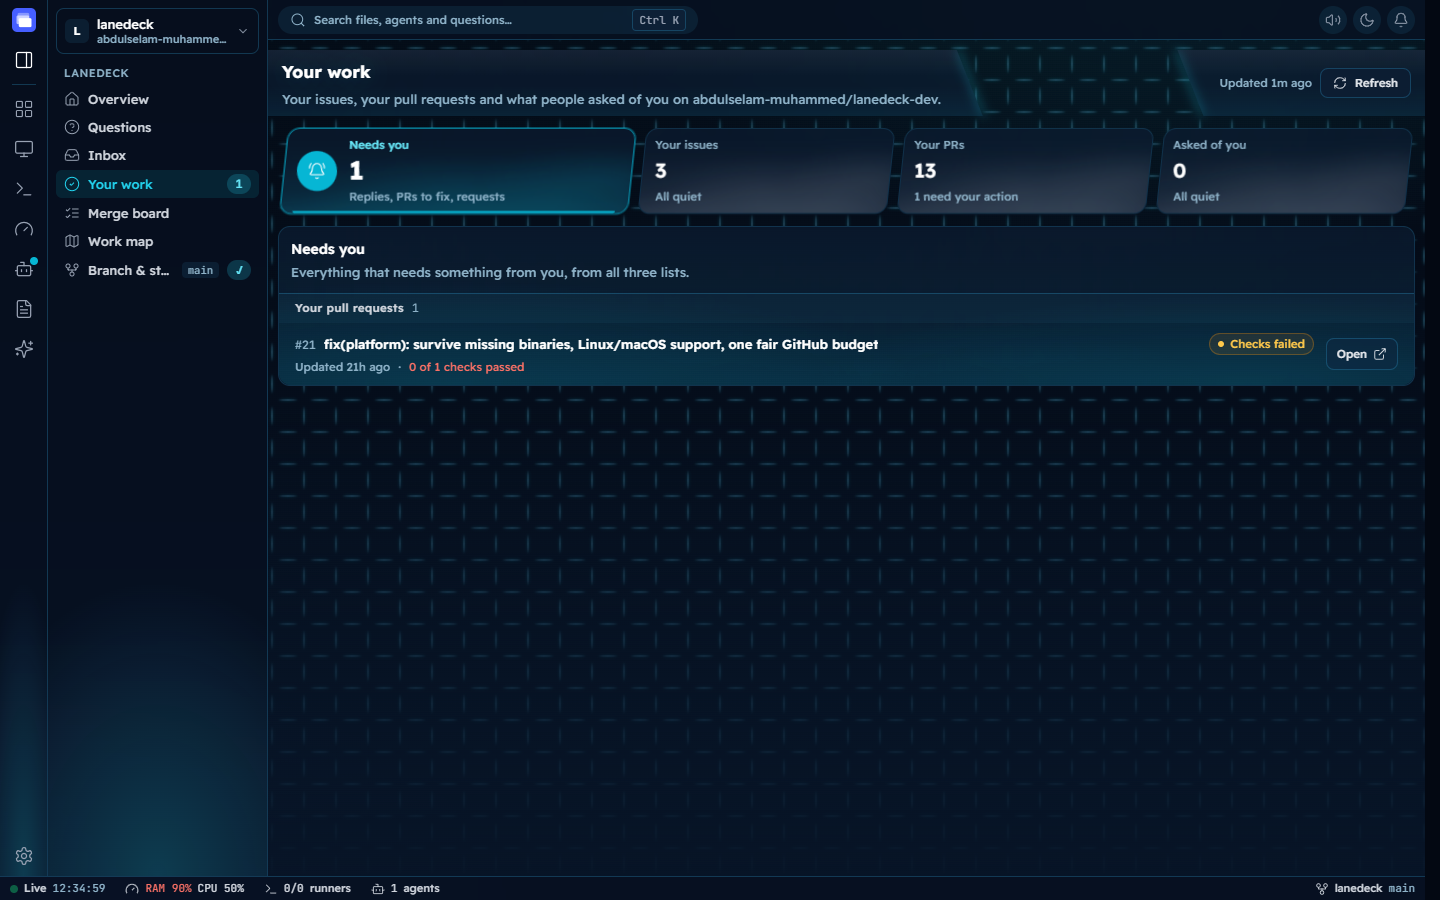 L
lanedeck
abdulselam-muhamme...
Search files, agents and questions...
Ctrl K
LANEDECK
Overview
Questions
Inbox
Your work
1
Merge board
Work map
Branch & st...
main
Your work
Your issues, your pull requests and what people asked of you on abdulselam-muhammed/lanedeck-dev.
Updated 1m ago
Refresh
Needs you
1
Replies, PRs to fix, requests
Your issues
3
All quiet
Your PRs
13
1 need your action
Asked of you
0
All quiet
Needs you
Everything that needs something from you, from all three lists.
Your pull requests 1
#21 fix(platform): survive missing binaries, Linux/macOS support, one fair GitHub budget
Updated 21h ago · 0 of 1 checks passed
Checks failed
Open
Live 12:34:59
RAM 90% CPU 50%
0/0 runners
1 agents
lanedeck main